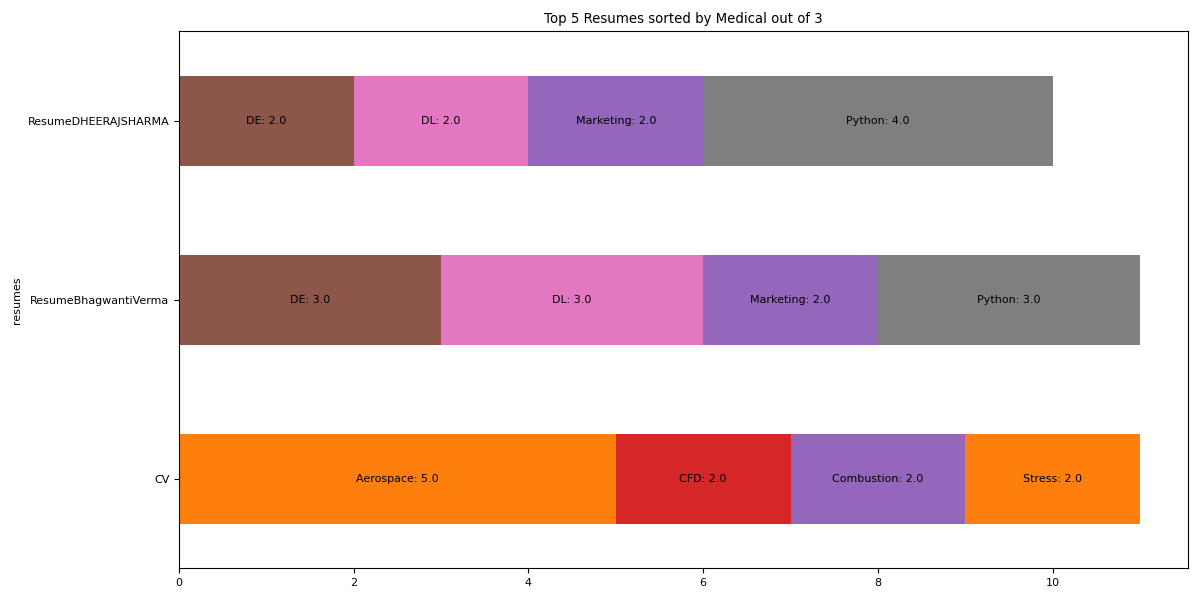 Top 5 Resumes sorted by Medical out of 3
ResumeDHEERAJSHARMA
DE: 2.0
DL: 2.0
Marketing: 2.0
Python: 4.0
resumes
ResumeBhagwantiVerma
DE: 3.0
DL: 3.0
Marketing: 2.0
Python: 3.0
CV
Aerospace: 5.0
CFD: 2.0
Combustion: 2.0
Stress: 2.0
0
2
4
6
8
10